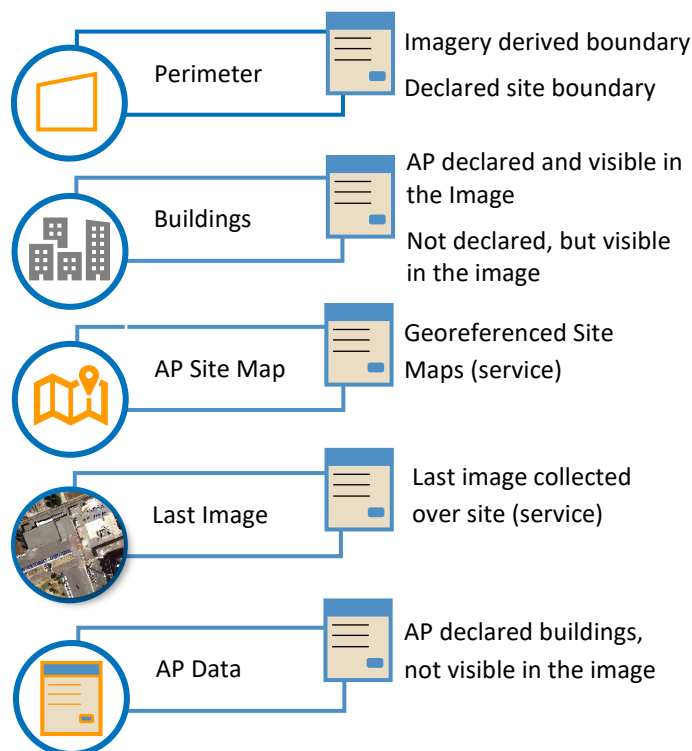 Perimeter
Imagery derived boundary
Declared site boundary
Buildings
AP declared and visible in
the Image
Not declared, but visible
in the image
AP Site Map
Georeferenced Site
Maps (service)
Last Image
Last image collected
over site (service)
AP Data
AP declared buildings,
not visible in the image